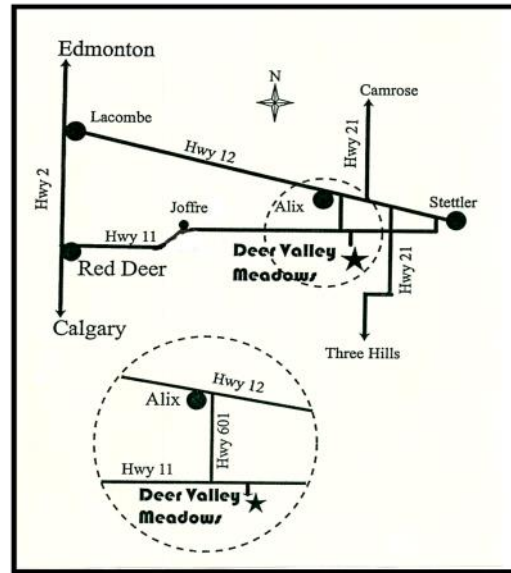 Edmonton
N
Camrose
Lacombe
Hwy 12
Hwy 21
Hwy 2
Alix
Stettler
Joffre
Hwy 11
Deer Valley
Meadows
Hwy 21
Red Deer
Calgary
Three Hills
Hwy 12
Alix
Hwy 601
Hwy 11
Deer Valley
Meadows